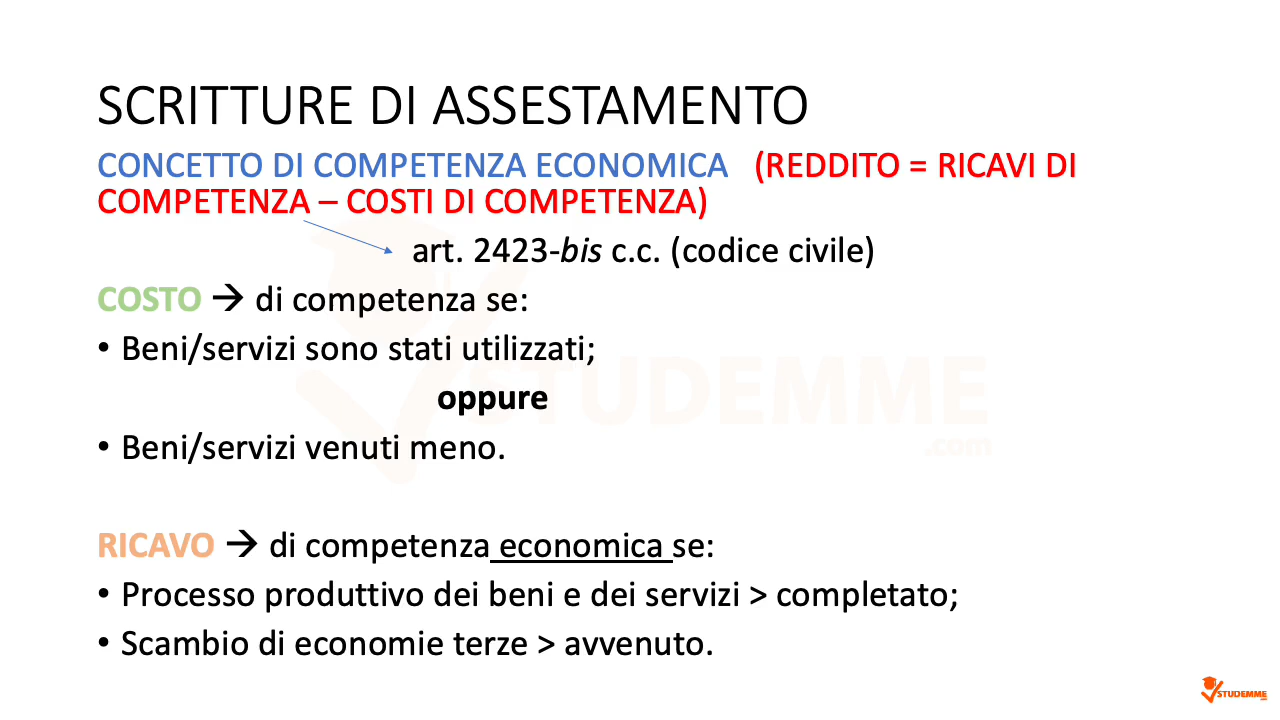 SCRITTURE DI ASSESTAMENTO
CONCETTO DI COMPETENZA ECONOMICA (REDDITO = RICAVI DI
COMPETENZA – COSTI DI COMPETENZA)
art. 2423-bis c.c. (codice civile)
COSTO → di competenza se:
• Beni/servizi sono stati utilizzati;
oppure
• Beni/servizi venuti meno.
RICAVO → di competenza economica se:
• Processo produttivo dei beni e dei servizi > completato;
• Scambio di economie terze > avvenuto.
STUDEMME
.com
STUDEMME